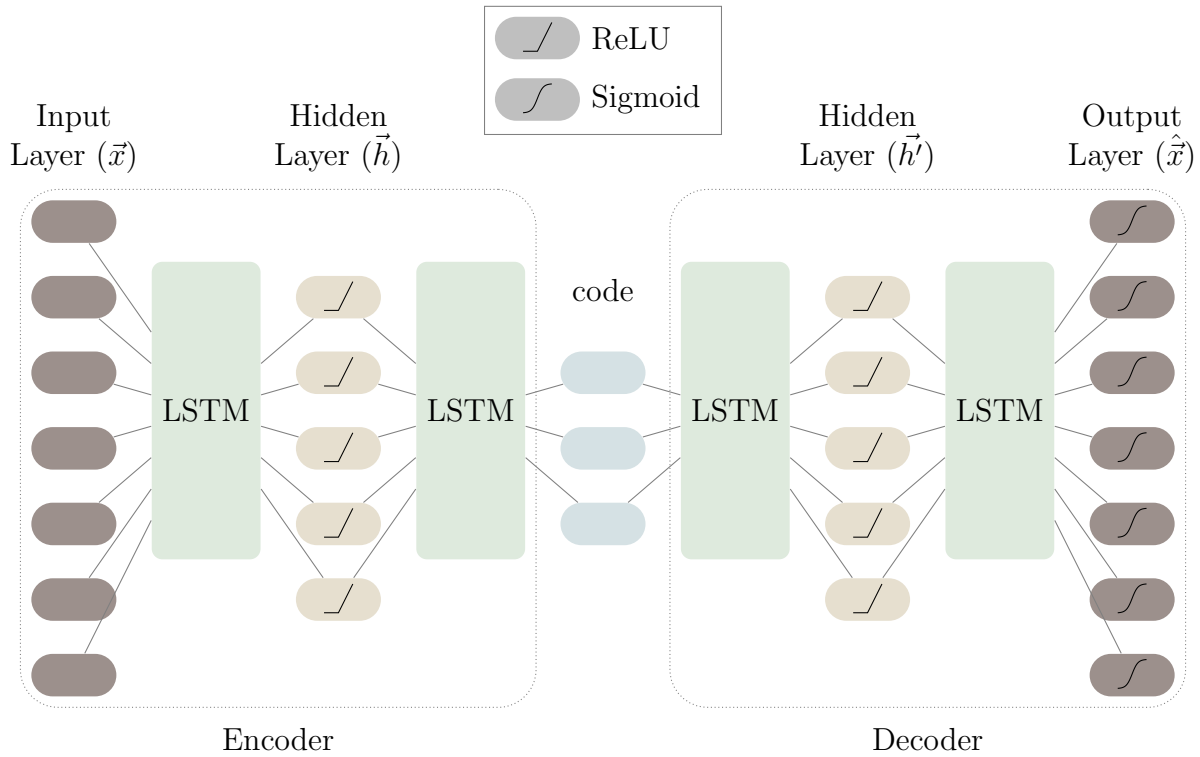 ReLU
Sigmoid
Input
Layer (x⃗)
Hidden
Layer (h⃗)
Hidden
Layer (h⃗′)
Output
Layer (x⃗̂)
code
LSTM
LSTM
LSTM
LSTM
Encoder
Decoder